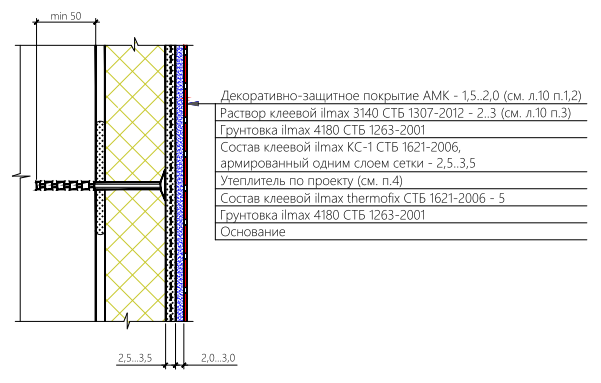 min 50
Декоративно-защитное покрытие АМК - 1,5..2,0 (см. л.10 п.1,2)
Раствор клеевой ilmax 3140 СТБ 1307-2012 - 2..3 (см. л.10 п.3)
Грунтовка ilmax 4180 СТБ 1263-2001
Состав клеевой ilmax КС-1 СТБ 1621-2006,
армированный одним слоем сетки - 2,5..3,5
Утеплитель по проекту (см. п.4)
Состав клеевой ilmax thermofix СТБ 1621-2006 - 5
Грунтовка ilmax 4180 СТБ 1263-2001
Основание
2,5...3,5 2,0...3,0